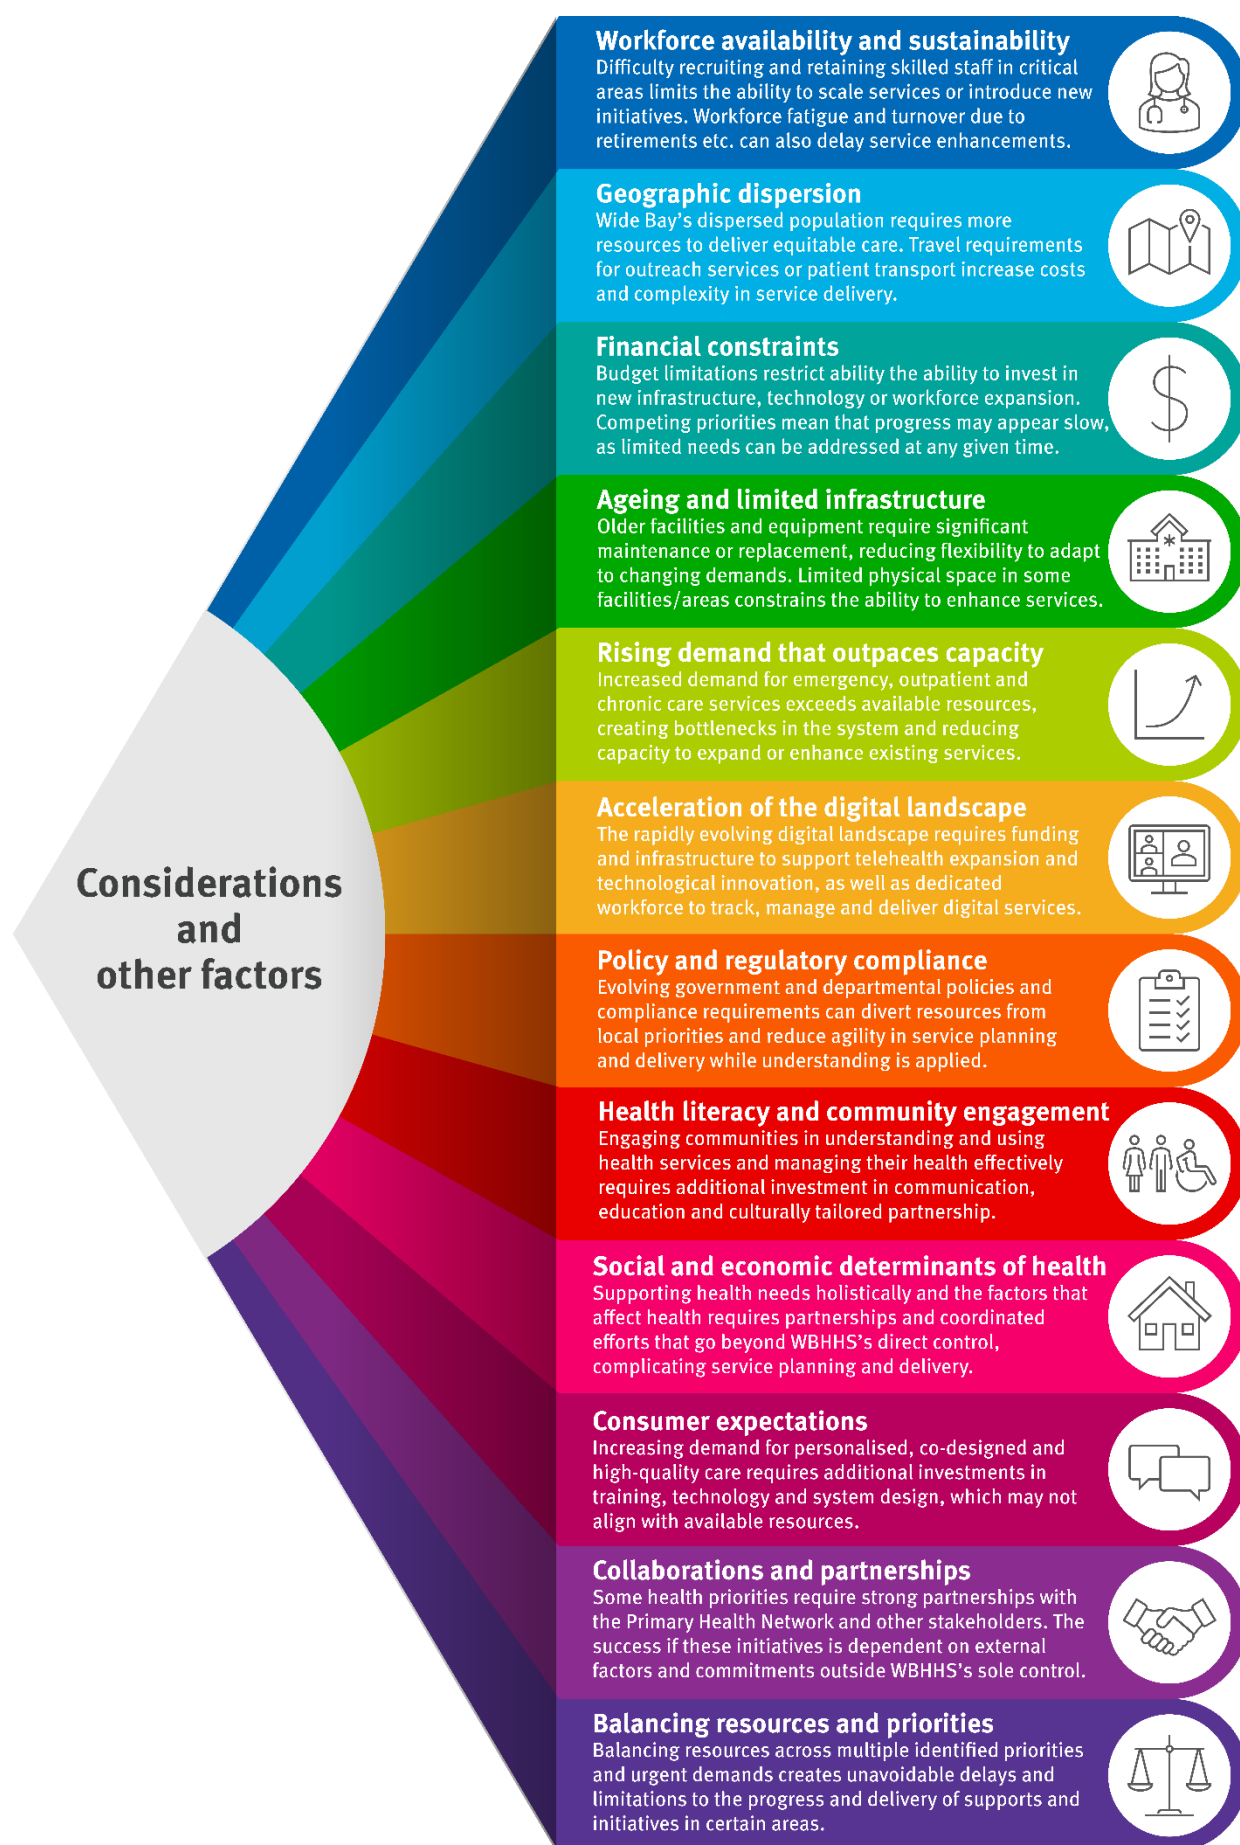 Considerations
and
other factors
Workforce availability and sustainability
Difficulty recruiting and retaining skilled staff in critical
areas limits the ability to scale services or introduce new
initiatives. Workforce fatigue and turnover due to
retirements etc. can also delay service enhancements.
Geographic dispersion
Wide Bay’s dispersed population requires more
resources to deliver equitable care. Travel requirements
for outreach services or patient transport increase costs
and complexity in service delivery.
Financial constraints
Budget limitations restrict ability the ability to invest in
new infrastructure, technology or workforce expansion.
Competing priorities mean that progress may appear slow,
as limited needs can be addressed at any given time.
Ageing and limited infrastructure
Older facilities and equipment require significant
maintenance or replacement, reducing flexibility to adapt
to changing demands. Limited physical space in some
facilities/areas constrains the ability to enhance services.
Rising demand that outpaces capacity
Increased demand for emergency, outpatient and
chronic care services exceeds available resources,
creating bottlenecks in the system and reducing
capacity to expand or enhance existing services.
Acceleration of the digital landscape
The rapidly evolving digital landscape requires funding
and infrastructure to support telehealth expansion and
technological innovation, as well as dedicated
workforce to track, manage and deliver digital services.
Policy and regulatory compliance
Evolving government and departmental policies and
compliance requirements can divert resources from
local priorities and reduce agility in service planning
and delivery while understanding is applied.
Health literacy and community engagement
Engaging communities in understanding and using
health services and managing their health effectively
requires additional investment in communication,
education and culturally tailored partnership.
Social and economic determinants of health
Supporting health needs holistically and the factors that
affect health requires partnerships and coordinated
efforts that go beyond WBHHS’s direct control,
complicating service planning and delivery.
Consumer expectations
Increasing demand for personalised, co-designed and
high-quality care requires additional investments in
training, technology and system design, which may not
align with available resources.
Collaborations and partnerships
Some health priorities require strong partnerships with
the Primary Health Network and other stakeholders. The
success if these initiatives is dependent on external
factors and commitments outside WBHHS’s sole control.
Balancing resources and priorities
Balancing resources across multiple identified priorities
and urgent demands creates unavoidable delays and
limitations to the progress and delivery of supports and
initiatives in certain areas.